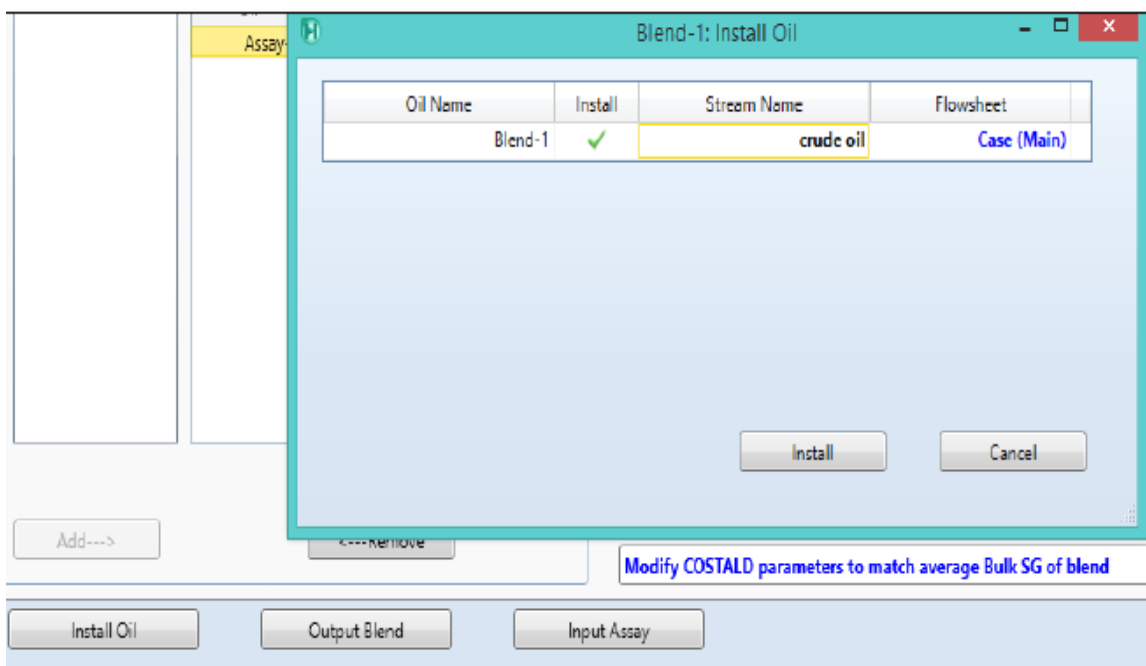 Assay-
Blend-1: Install Oil
Oil Name Install Stream Name Flowsheet
Blend-1 crude oil Case (Main)
Install Cancel
Add--->
<---Remove
Modify COSTALD parameters to match average Bulk SG of blend
Install Oil Output Blend Input Assay